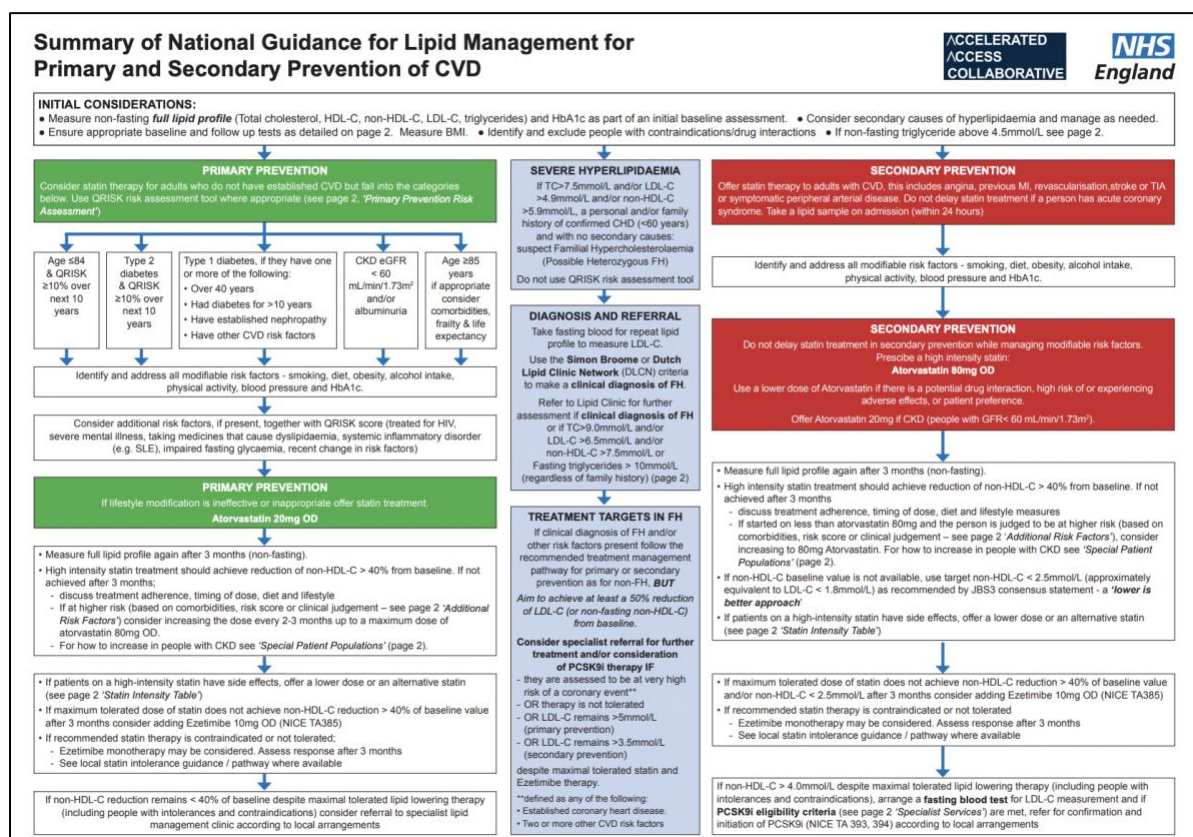 Summary of National Guidance for Lipid Management for
Primary and Secondary Prevention of CVD
ACCELERATED
ACCESS
COLLABORATIVE
NHS
England
INITIAL CONSIDERATIONS:
● Measure non-fasting full lipid profile (Total cholesterol, HDL-C, non-HDL-C, LDL-C, triglycerides) and HbA1c as part of an initial baseline assessment. ● Consider secondary causes of hyperlipidaemia and manage as needed.
● Ensure appropriate baseline and follow up tests as detailed on page 2. Measure BMI. ● Identify and exclude people with contraindications/drug interactions ● If non-fasting triglyceride above 4.5mmol/L see page 2.
PRIMARY PREVENTION
Consider statin therapy for adults who do not have established CVD but fall into the categories
below. Use QRISK risk assessment tool where appropriate (see page 2, 'Primary Prevention Risk
Assessment')
Age ≤84
& QRISK
≥10% over
next 10
years
Type 2
diabetes
& QRISK
≥10% over
next 10
years
Type 1 diabetes, if they have one
or more of the following:
• Over 40 years
• Had diabetes for >10 years
• Have established nephropathy
• Have other CVD risk factors
CKD eGFR
< 60
mL/min/1.73m²
and/or
albuminuria
Age ≥85
years
if appropriate
consider
comorbidities,
frailty & life
expectancy
Identify and address all modifiable risk factors - smoking, diet, obesity, alcohol intake,
physical activity, blood pressure and HbA1c.
Consider additional risk factors, if present, together with QRISK score (treated for HIV,
severe mental illness, taking medicines that cause dyslipidaemia, systemic inflammatory disorder
(e.g. SLE), impaired fasting glycaemia, recent change in risk factors)
PRIMARY PREVENTION
If lifestyle modification is ineffective or inappropriate offer statin treatment.
Atorvastatin 20mg OD
• Measure full lipid profile again after 3 months (non-fasting).
• High intensity statin treatment should achieve reduction of non-HDL-C > 40% from baseline. If not
achieved after 3 months;
- discuss treatment adherence, timing of dose, diet and lifestyle
- If at higher risk (based on comorbidities, risk score or clinical judgement – see page 2 'Additional
Risk Factors') consider increasing the dose every 2-3 months up to a maximum dose of
atorvastatin 80mg OD.
- For how to increase in people with CKD see 'Special Patient Populations' (page 2).
• If patients on a high-intensity statin have side effects, offer a lower dose or an alternative statin
(see page 2 'Statin Intensity Table')
• If maximum tolerated dose of statin does not achieve non-HDL-C reduction > 40% of baseline value
after 3 months consider adding Ezetimibe 10mg OD (NICE TA385)
• If recommended statin therapy is contraindicated or not tolerated;
- Ezetimibe monotherapy may be considered. Assess response after 3 months
- See local statin intolerance guidance / pathway where available
If non-HDL-C reduction remains < 40% of baseline despite maximal tolerated lipid lowering therapy
(including people with intolerances and contraindications) consider referral to specialist lipid
management clinic according to local arrangements
SEVERE HYPERLIPIDAEMIA
If TC>7.5mmol/L and/or LDL-C
>4.9mmol/L and/or non-HDL-C
>5.9mmol/L, a personal and/or family
history of confirmed CHD (<60 years)
and with no secondary causes:
suspect Familial Hypercholesterolaemia
(Possible Heterozygous FH)
Do not use QRISK risk assessment tool
DIAGNOSIS AND REFERRAL
Take fasting blood for repeat lipid
profile to measure LDL-C.
Use the Simon Broome or Dutch
Lipid Clinic Network (DLCN) criteria
to make a clinical diagnosis of FH.
Refer to Lipid Clinic for further
assessment if clinical diagnosis of FH
or if TC>9.0mmol/L and/or
LDL-C >6.5mmol/L and/or
non-HDL-C >7.5mmol/L or
Fasting triglycerides > 10mmol/L
(regardless of family history) (page 2)
TREATMENT TARGETS IN FH
If clinical diagnosis of FH and/or
other risk factors present follow the
recommended treatment management
pathway for primary or secondary
prevention as for non-FH, BUT
Aim to achieve at least a 50% reduction
of LDL-C (or non-fasting non-HDL-C)
from baseline.
Consider specialist referral for further
treatment and/or consideration
of PCSK9i therapy IF
- they are assessed to be at very high
risk of a coronary event**
- OR therapy is not tolerated
- OR LDL-C remains >5mmol/L
(primary prevention)
- OR LDL-C remains >3.5mmol/L
(secondary prevention)
despite maximal tolerated statin and
Ezetimibe therapy.
**defined as any of the following:
• Established coronary heart disease.
• Two or more other CVD risk factors
SECONDARY PREVENTION
Offer statin therapy to adults with CVD, this includes angina, previous MI, revascularisation,stroke or TIA
or symptomatic peripheral arterial disease. Do not delay statin treatment if a person has acute coronary
syndrome. Take a lipid sample on admission (within 24 hours)
Identify and address all modifiable risk factors - smoking, diet, obesity, alcohol intake,
physical activity, blood pressure and HbA1c.
SECONDARY PREVENTION
Do not delay statin treatment in secondary prevention while managing modifiable risk factors.
Prescibe a high intensity statin:
Atorvastatin 80mg OD
Use a lower dose of Atorvastatin if there is a potential drug interaction, high risk of or experiencing
adverse effects, or patient preference.
Offer Atorvastatin 20mg if CKD (people with GFR< 60 mL/min/1.73m²).
• Measure full lipid profile again after 3 months (non-fasting).
• High intensity statin treatment should achieve reduction of non-HDL-C > 40% from baseline. If not
achieved after 3 months
- discuss treatment adherence, timing of dose, diet and lifestyle measures
- If started on less than atorvastatin 80mg and the person is judged to be at higher risk (based on
comorbidities, risk score or clinical judgement – see page 2 'Additional Risk Factors'), consider
increasing to 80mg Atorvastatin. For how to increase in people with CKD see 'Special Patient
Populations' (page 2).
• If non-HDL-C baseline value is not available, use target non-HDL-C < 2.5mmol/L (approximately
equivalent to LDL-C < 1.8mmol/L) as recommended by JBS3 consensus statement - a 'lower is
better approach'
• If patients on a high-intensity statin have side effects, offer a lower dose or an alternative statin
(see page 2 'Statin Intensity Table')
• If maximum tolerated dose of statin does not achieve non-HDL-C reduction > 40% of baseline value
and/or non-HDL-C < 2.5mmol/L after 3 months consider adding Ezetimibe 10mg OD (NICE TA385)
• If recommended statin therapy is contraindicated or not tolerated
- Ezetimibe monotherapy may be considered. Assess response after 3 months
- See local statin intolerance guidance / pathway where available
If non-HDL-C > 4.0mmol/L despite maximal tolerated lipid lowering therapy (including people with
intolerances and contraindications), arrange a fasting blood test for LDL-C measurement and if
PCSK9i eligibility criteria (see page 2 'Specialist Services') are met, refer for confirmation and
initiation of PCSK9i (NICE TA 393, 394) according to local arrangements